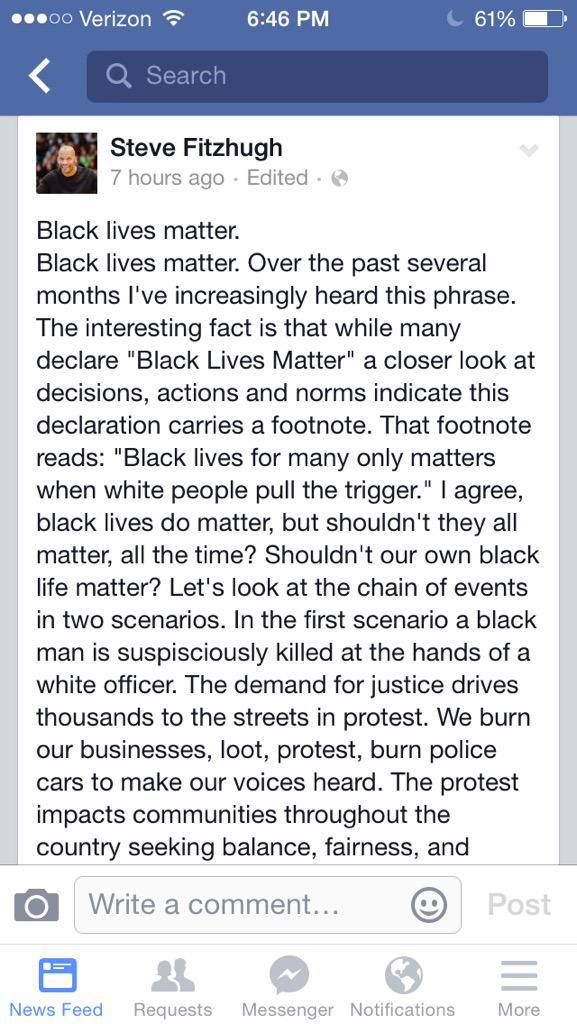 Verizon 6:46 PM 61%
Search
Steve Fitzhugh
7 hours ago · Edited ·
Black lives matter.
Black lives matter. Over the past several
months I've increasingly heard this phrase.
The interesting fact is that while many
declare "Black Lives Matter" a closer look at
decisions, actions and norms indicate this
declaration carries a footnote. That footnote
reads: "Black lives for many only matters
when white people pull the trigger." I agree,
black lives do matter, but shouldn't they all
matter, all the time? Shouldn't our own black
life matter? Let's look at the chain of events
in two scenarios. In the first scenario a black
man is suspisciously killed at the hands of a
white officer. The demand for justice drives
thousands to the streets in protest. We burn
our businesses, loot, protest, burn police
cars to make our voices heard. The protest
impacts communities throughout the
country seeking balance, fairness, and
Write a comment... Post
News Feed Requests Messenger Notifications More